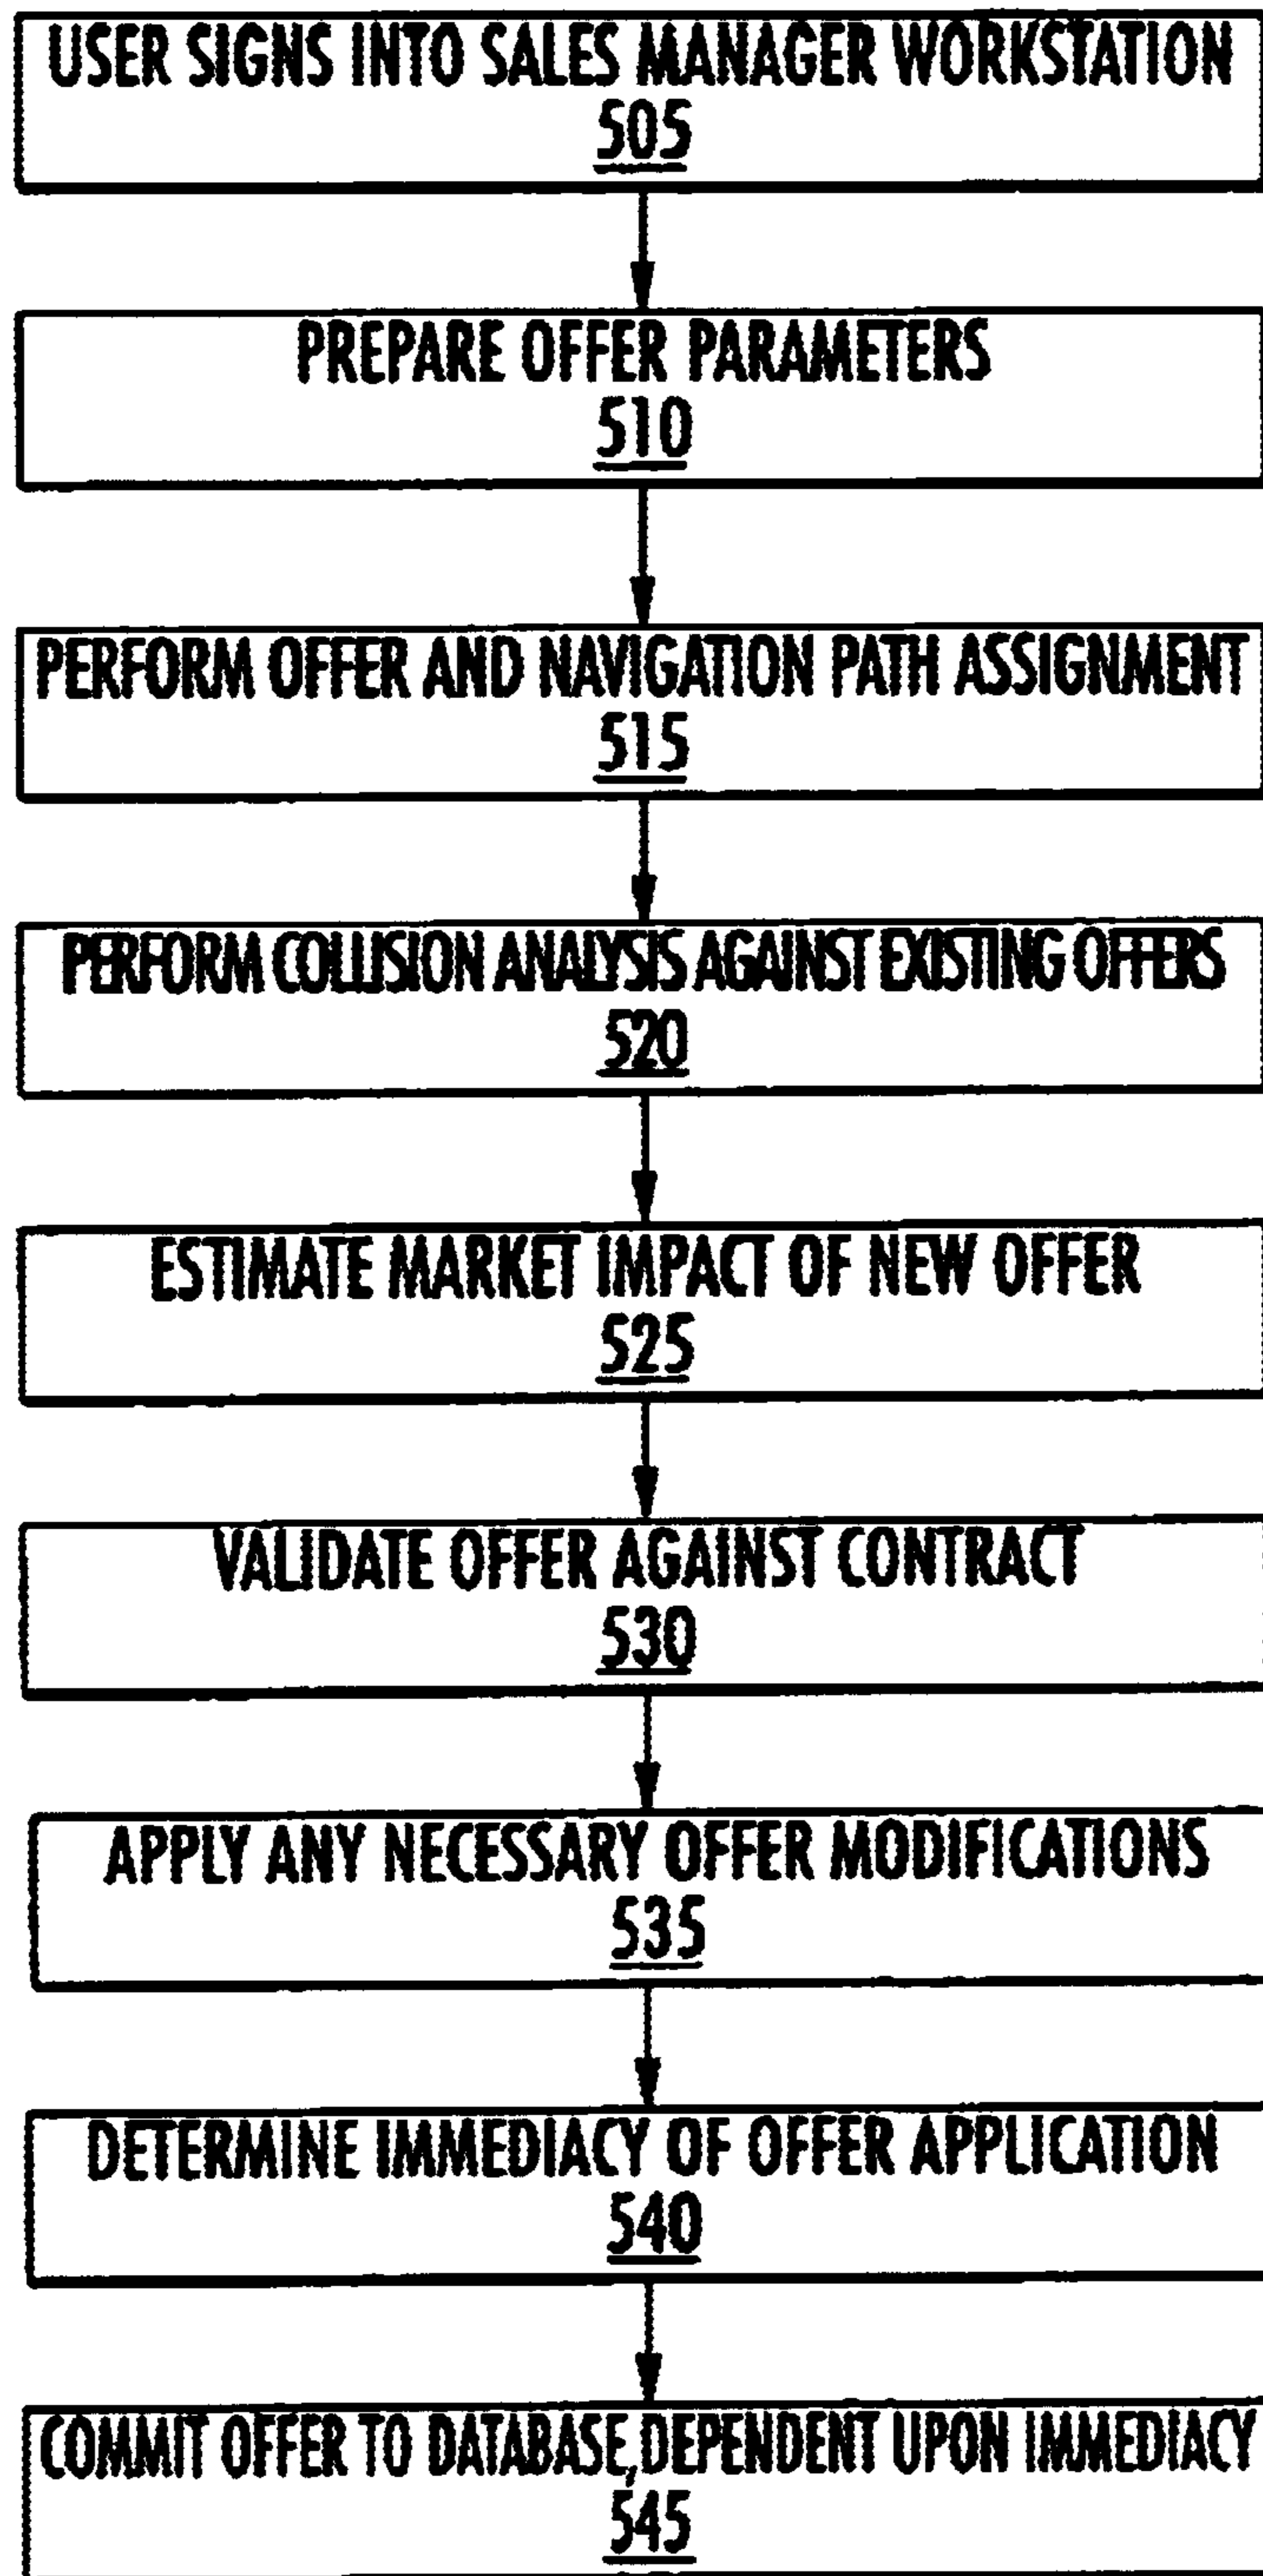 USER SIGNS INTO SALES MANAGER WORKSTATION
505
PREPARE OFFER PARAMETERS
510
PERFORM OFFER AND NAVIGATION PATH ASSIGNMENT
515
PERFORM COLLISION ANALYSIS AGAINST EXISTING OFFERS
520
ESTIMATE MARKET IMPACT OF NEW OFFER
525
VALIDATE OFFER AGAINST CONTRACT
530
APPLY ANY NECESSARY OFFER MODIFICATIONS
535
DETERMINE IMMEDIACY OF OFFER APPLICATION
540
COMMIT OFFER TO DATABASE, DEPENDENT UPON IMMEDIACY
545